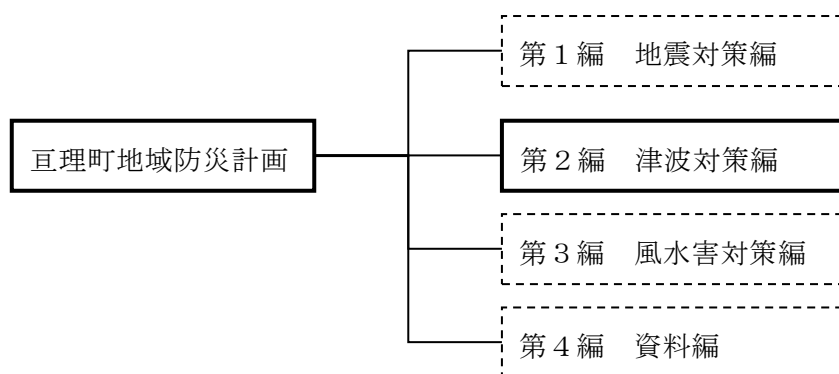 第１編　地震対策編
亘理町地域防災計画
第２編　津波対策編
第３編　風水害対策編
第４編　資料編